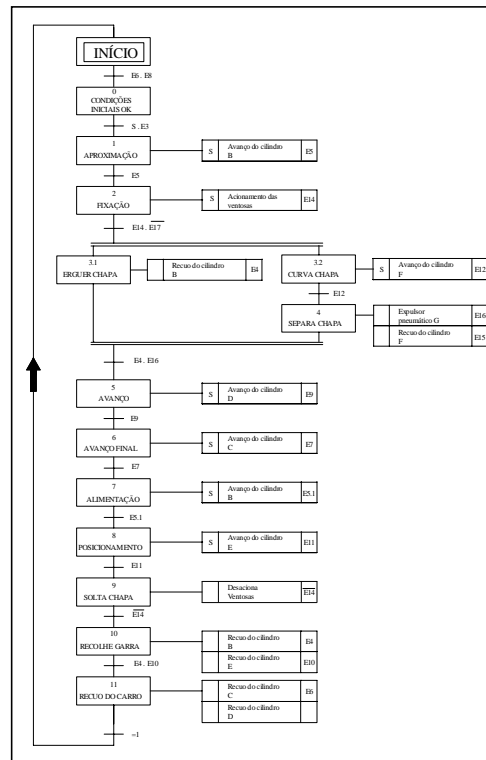 INÍCIO
E6 . E8
0
CONDIÇÕES
INICIAIS OK
S . E3
1
APROXIMAÇÃO
S
Avanço do cilindro
B
E5
E5
2
FIXAÇÃO
S
Acionamento das
ventosas
E14
E14 . E17
3.1
ERGUER CHAPA
Recuo do cilindro
B
E4
3.2
CURVA CHAPA
S
Avanço do cilindro
F
E12
E12
4
SEPARA CHAPA
Expulsor
pneumático G
E16
Recuo do cilindro
F
E15
E4 . E16
5
AVANÇO
S
Avanço do cilindro
D
E9
E9
6
AVANÇO FINAL
S
Avanço do cilindro
C
E7
E7
7
ALIMENTAÇÃO
S
Avanço do cilindro
B
E5.1
E5.1
8
POSICIONAMENTO
S
Avanço do cilindro
E
E11
E11
9
SOLTA CHAPA
Desaciona
Ventosas
E14
E14
10
RECOLHE GARRA
Recuo do cilindro
B
E4
Recuo do cilindro
E
E10
E4 . E10
11
RECUO DO CARRO
Recuo do cilindro
C
E6
Recuo do cilindro
D
=1